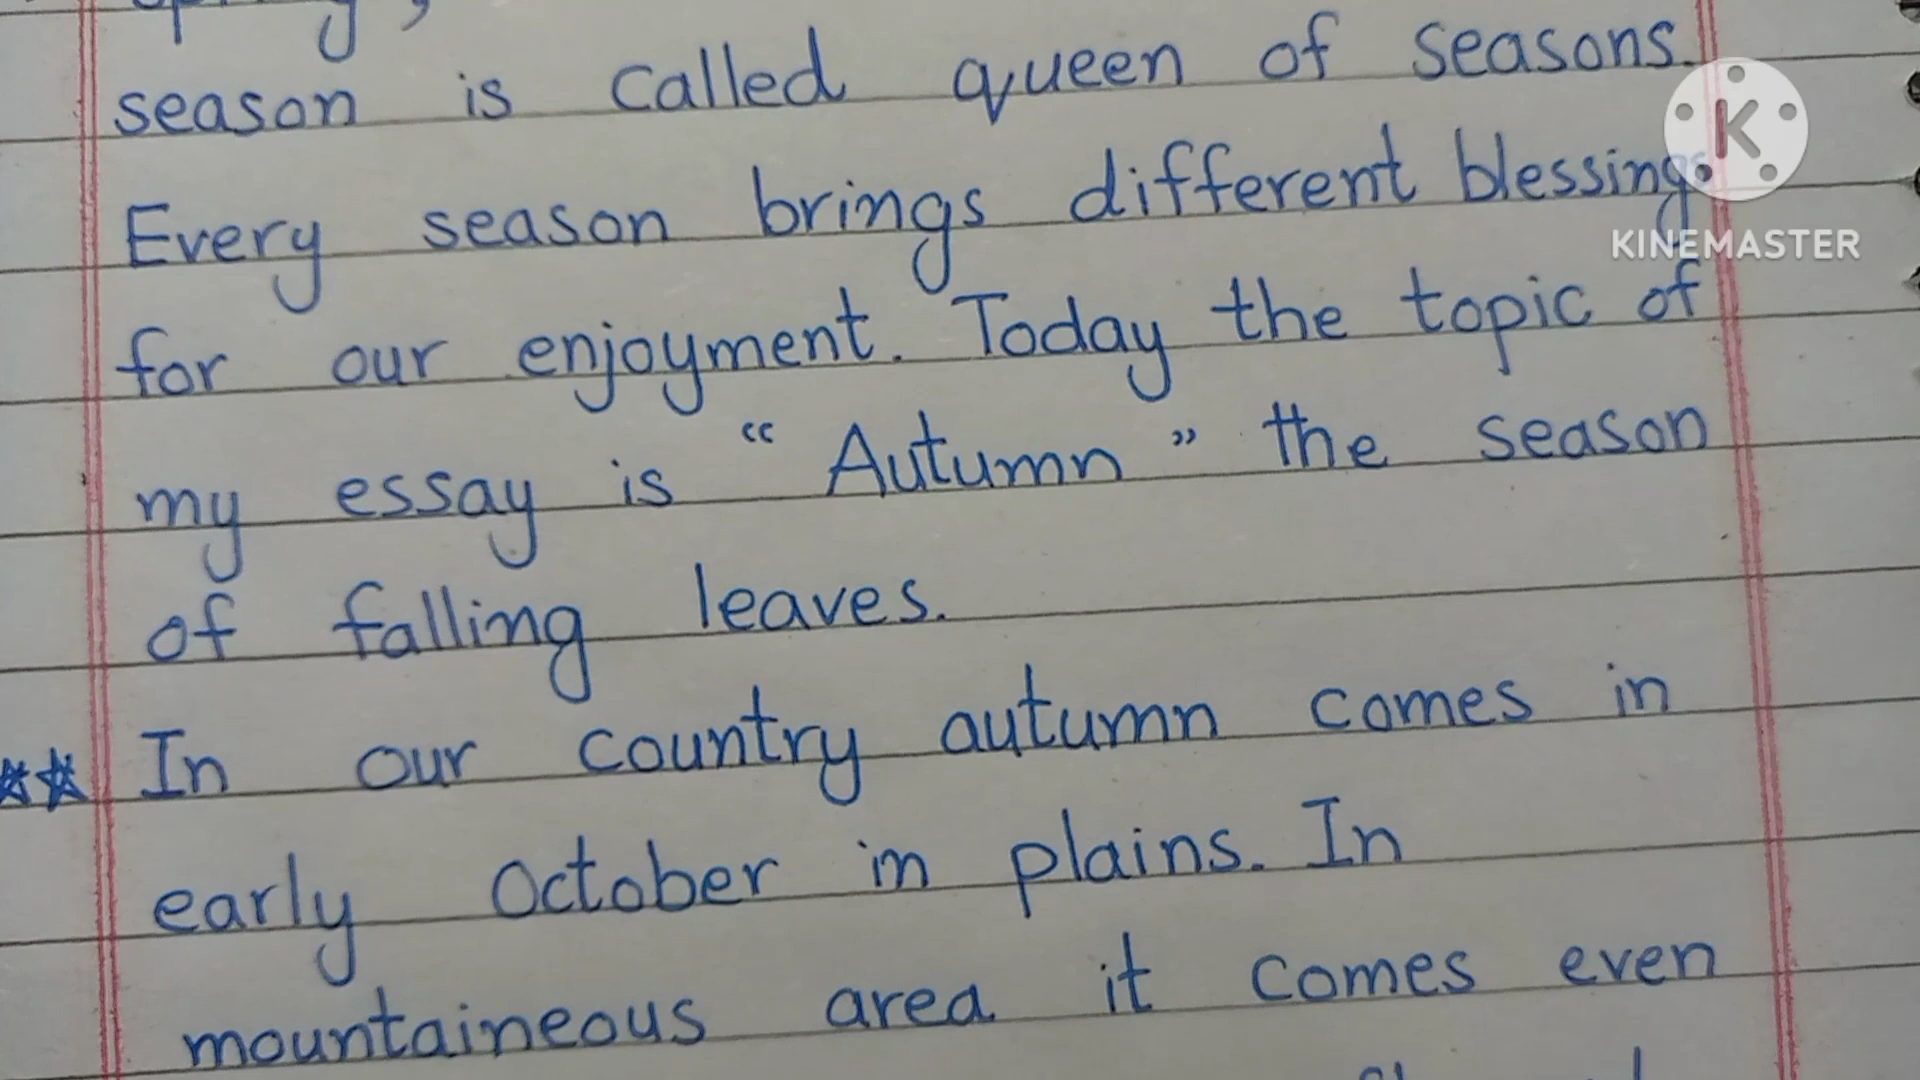 season is called queen of seasons.
Every season brings different blessings
for our enjoyment. Today the topic of
my essay is "Autumn" the season
of falling leaves.
In our country autumn comes in
early October in plains. In
mountaineous area it comes even
K
KINEMASTER